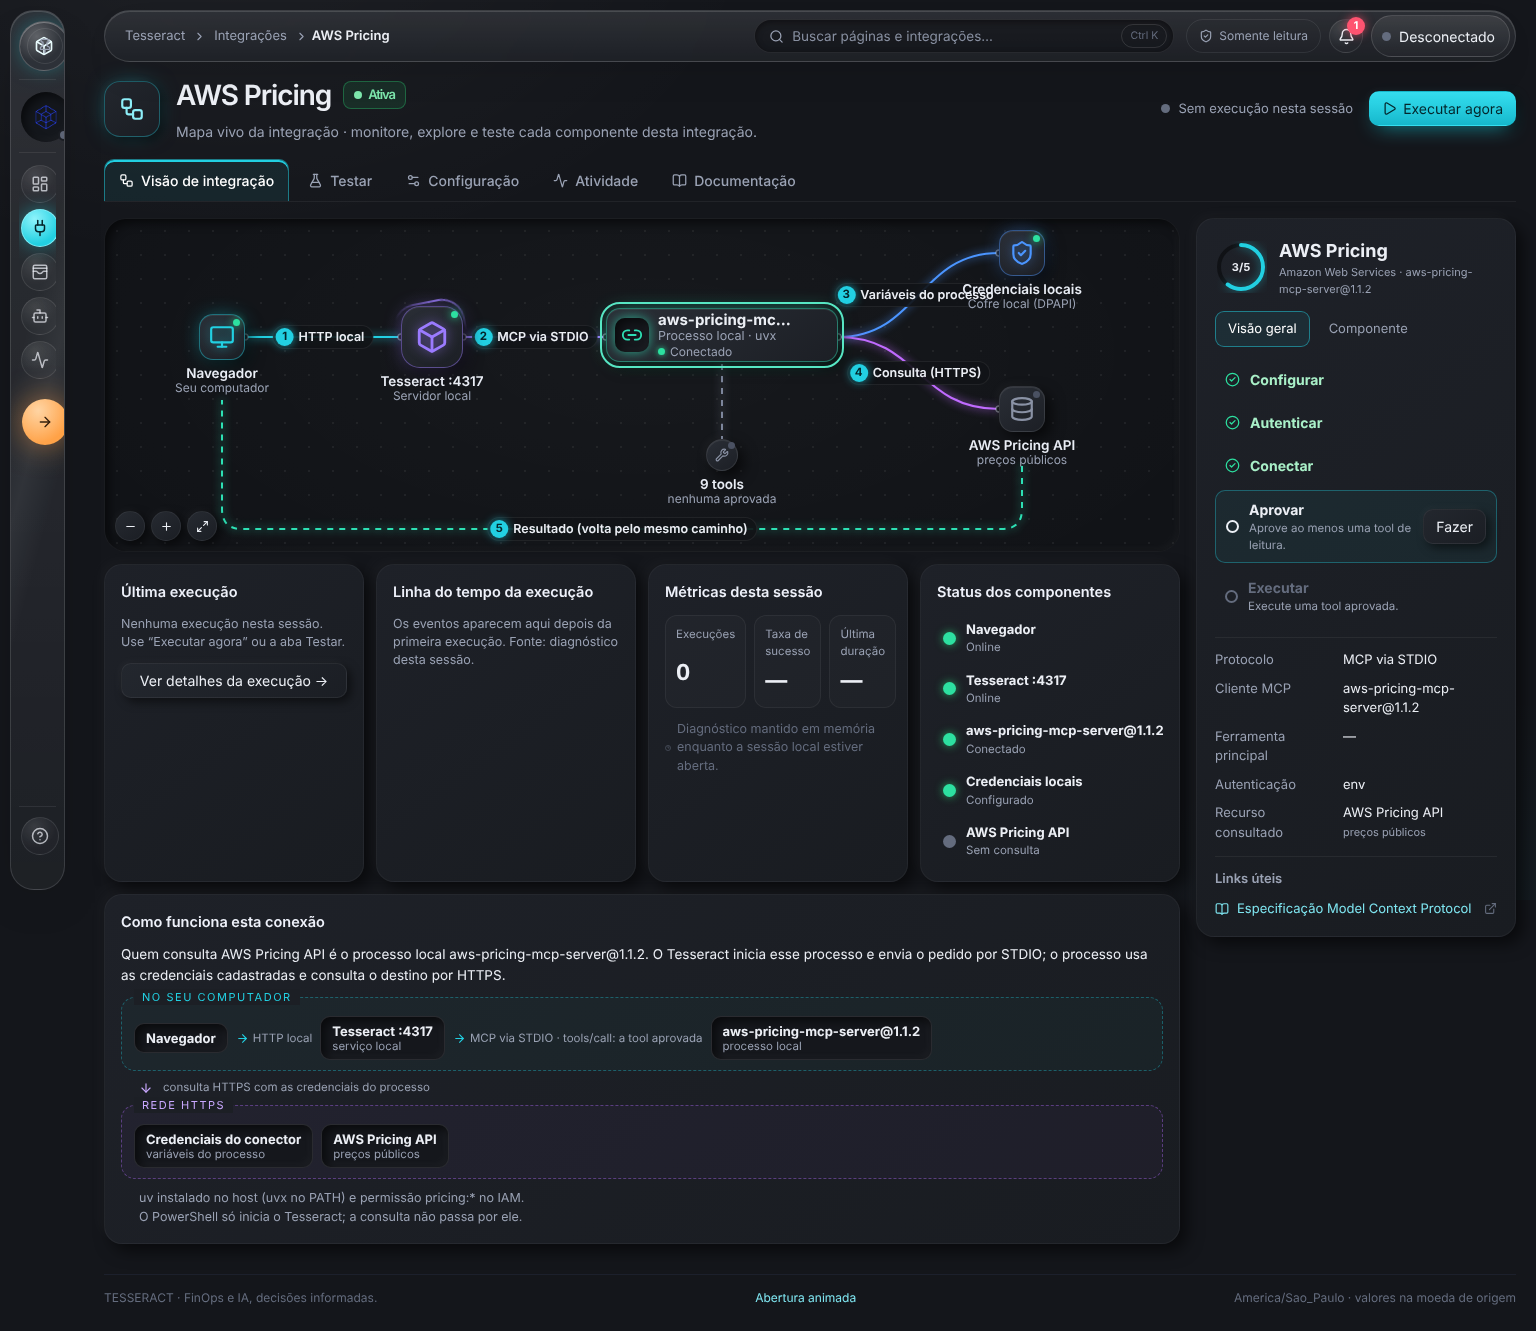 Tesseract > Integrações > AWS Pricing
Buscar páginas e integrações...
Ctrl K
Somente leitura
1
Desconectado
AWS Pricing
Ativa
Mapa vivo da integração · monitore, explore e teste cada componente desta integração.
Sem execução nesta sessão
Executar agora
Visão de integração
Testar
Configuração
Atividade
Documentação
Navegador
Seu computador
1 HTTP local
Tesseract :4317
Servidor local
2 MCP via STDIO
aws-pricing-mc...
Processo local · uvx
Conectado
3 Variáveis do processo
Credenciais locais
Cofre local (DPAPI)
4 Consulta (HTTPS)
AWS Pricing API
preços públicos
9 tools
nenhuma aprovada
5 Resultado (volta pelo mesmo caminho)
3/5
AWS Pricing
Amazon Web Services · aws-pricing-
mcp-server@1.1.2
Visão geral
Componente
Configurar
Autenticar
Conectar
Aprovar
Aprove ao menos uma tool de
leitura.
Fazer
Executar
Execute uma tool aprovada.
Protocolo
MCP via STDIO
Cliente MCP
aws-pricing-mcp-
server@1.1.2
Ferramenta
principal
—
Autenticação
env
Recurso
consultado
AWS Pricing API
preços públicos
Links úteis
Especificação Model Context Protocol
Última execução
Nenhuma execução nesta sessão.
Use “Executar agora” ou a aba Testar.
Ver detalhes da execução →
Linha do tempo da execução
Os eventos aparecem aqui depois da
primeira execução. Fonte: diagnóstico
desta sessão.
Métricas desta sessão
Execuções
0
Taxa de
sucesso
—
Última
duração
—
Diagnóstico mantido em memória
enquanto a sessão local estiver
aberta.
Status dos componentes
Navegador
Online
Tesseract :4317
Online
aws-pricing-mcp-server@1.1.2
Conectado
Credenciais locais
Configurado
AWS Pricing API
Sem consulta
Como funciona esta conexão
Quem consulta AWS Pricing API é o processo local aws-pricing-mcp-server@1.1.2. O Tesseract inicia esse processo e envia o pedido por STDIO; o processo usa
as credenciais cadastradas e consulta o destino por HTTPS.
NO SEU COMPUTADOR
Navegador
→ HTTP local
Tesseract :4317
serviço local
→ MCP via STDIO · tools/call: a tool aprovada
aws-pricing-mcp-server@1.1.2
processo local
↓ consulta HTTPS com as credenciais do processo
REDE HTTPS
Credenciais do conector
variáveis do processo
AWS Pricing API
preços públicos
uv instalado no host (uvx no PATH) e permissão pricing:* no IAM.
O PowerShell só inicia o Tesseract; a consulta não passa por ele.
TESSERACT · FinOps e IA, decisões informadas.
Abertura animada
America/Sao_Paulo · valores na moeda de origem